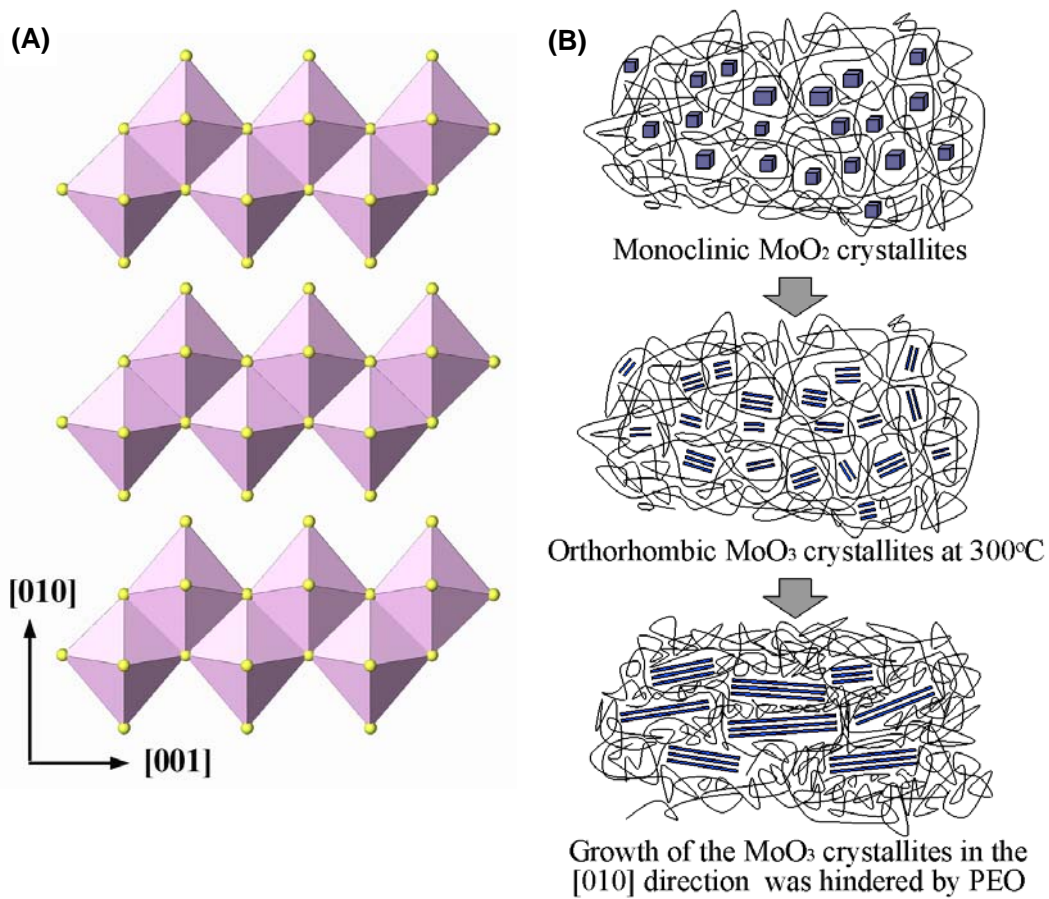 (A)
[010]
[001]
(B)
Monoclinic MoO₂ crystallites
Orthorhombic MoO₃ crystallites at 300°C
Growth of the MoO₃ crystallites in the
[010] direction was hindered by PEO